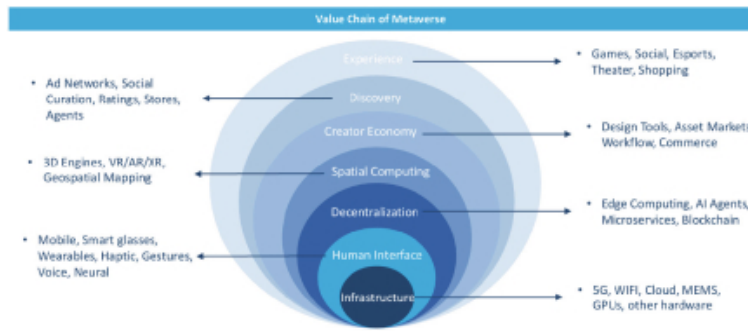 Value Chain of Metaverse
Experience
• Games, Social, Esports,
Theater, Shopping
• Ad Networks, Social
Curation, Ratings, Stores,
Agents
Discovery
Creator Economy
• Design Tools, Asset Markets
Workflow, Commerce
• 3D Engines, VR/AR/XR,
Geospatial Mapping
Spatial Computing
Decentralization
• Edge Computing, AI Agents,
Microservices, Blockchain
• Mobile, Smart glasses,
Wearables, Haptic, Gestures,
Voice, Neural
Human Interface
Infrastructure
• 5G, WIFI, Cloud, MEMS,
GPUs, other hardware